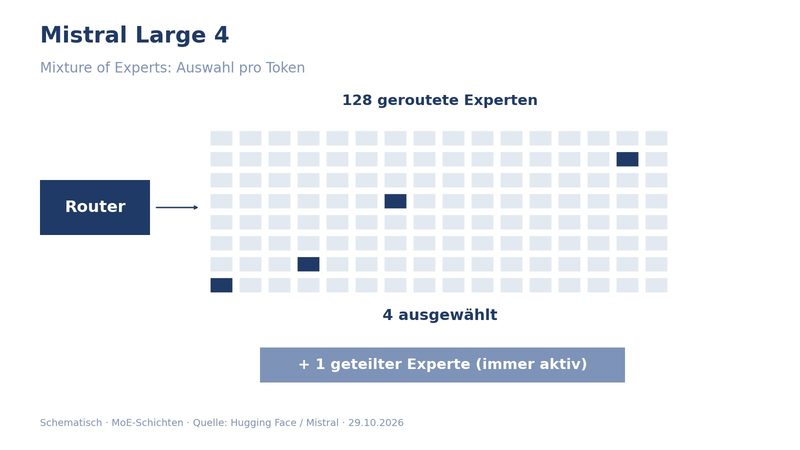 Mistral Large 4
Mixture of Experts: Auswahl pro Token
128 geroutete Experten
Router
4 ausgewählt
+ 1 geteilter Experte (immer aktiv)
Schematisch · MoE-Schichten · Quelle: Hugging Face / Mistral · 29.10.2026